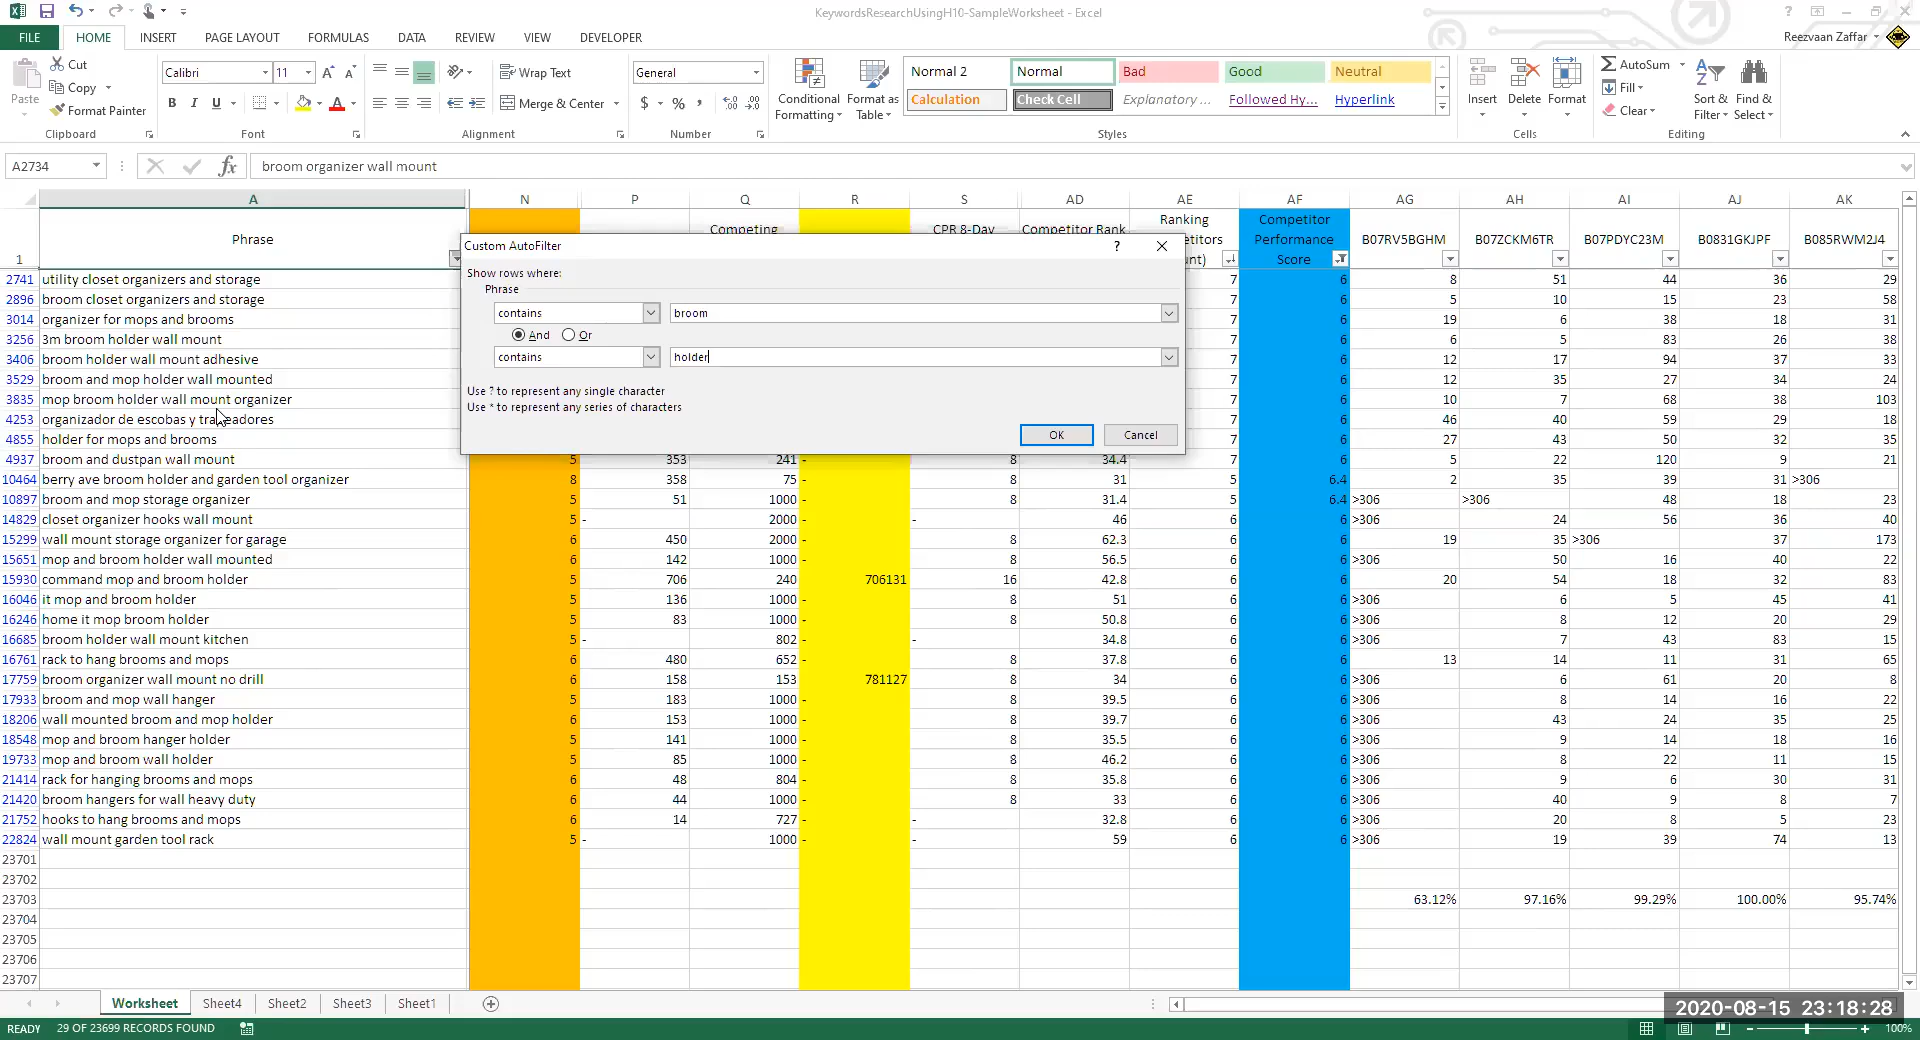 KeywordsResearchUsingH10-SampleWorksheet - Excel
FILE HOME INSERT PAGE LAYOUT FORMULAS DATA REVIEW VIEW DEVELOPER Reezvaan Zaffar
Paste Cut Copy Format Painter Clipboard
Calibri 11 B I U Font
Wrap Text Merge & Center Alignment
General $ % Number
Conditional Formatting Format as Table
Normal 2 Normal Bad Good Neutral
Calculation Check Cell Explanatory ... Followed Hy... Hyperlink
Styles
Insert Delete Format Cells
AutoSum Fill Clear Sort & Filter Find & Select Editing
A2734 fx broom organizer wall mount
A N P Q R S AD AE AF AG AH AI AJ AK
1 Phrase Competing CPR 8-Day Competitor Rank Ranking Competitor Performance Score B07RV5BGHM B07ZCKM6TR B07PDYC23M B0831GKJPF B085RWM2J4
Custom AutoFilter ?
Show rows where:
Phrase
contains broom
And Or
contains holder
Use ? to represent any single character
Use * to represent any series of characters
OK Cancel
2741 utility closet organizers and storage 7 6 8 51 44 36 29
2896 broom closet organizers and storage 7 6 5 10 15 23 58
3014 organizer for mops and brooms 7 6 19 6 38 18 31
3256 3m broom holder wall mount 7 6 6 5 83 26 38
3406 broom holder wall mount adhesive 7 6 12 17 94 37 33
3529 broom and mop holder wall mounted 7 6 12 35 27 34 24
3835 mop broom holder wall mount organizer 7 6 10 7 68 38 103
4253 organizador de escobas y trapeadores 7 6 46 40 59 29 18
4855 holder for mops and brooms 7 6 27 43 50 32 35
4937 broom and dustpan wall mount 5 353 241 - 8 34.4 7 6 5 22 120 9 21
10464 berry ave broom holder and garden tool organizer 8 358 75 - 8 31 5 6.4 2 35 39 31 >306
10897 broom and mop storage organizer 5 51 1000 - 8 31.4 5 6.4 >306 >306 48 18 23
14829 closet organizer hooks wall mount 5 - 2000 - - 46 6 6 >306 24 56 36 40
15299 wall mount storage organizer for garage 6 450 2000 - 8 62.3 6 6 19 35 >306 37 173
15651 mop and broom holder wall mounted 6 142 1000 - 8 56.5 6 6 >306 50 16 40 22
15930 command mop and broom holder 5 706 240 706131 16 42.8 6 6 20 54 18 32 83
16046 it mop and broom holder 6 136 1000 - 8 51 6 6 >306 6 5 45 41
16246 home it mop broom holder 6 83 1000 - 8 50.8 6 6 >306 8 12 20 29
16685 broom holder wall mount kitchen 5 - 802 - - 34.8 6 6 >306 7 43 83 15
16761 rack to hang brooms and mops 6 480 652 - 8 37.8 6 6 13 14 11 31 65
17759 broom organizer wall mount no drill 6 158 153 781127 8 34 6 6 >306 6 61 20 8
17933 broom and mop wall hanger 5 183 1000 - 8 39.5 6 6 >306 8 14 16 22
18206 wall mounted broom and mop holder 6 153 1000 - 8 39.7 6 6 >306 43 24 35 25
18548 mop and broom hanger holder 5 141 1000 - 8 35.5 6 6 >306 9 14 18 16
19733 mop and broom wall holder 5 85 1000 - 8 46.2 6 6 >306 8 22 11 15
21414 rack for hanging brooms and mops 6 48 804 - 8 35.8 6 6 >306 9 6 30 31
21420 broom hangers for wall heavy duty 6 44 1000 - 8 33 6 6 >306 40 9 8 7
21752 hooks to hang brooms and mops 6 14 727 - - 32.8 6 6 >306 20 8 5 23
22824 wall mount garden tool rack 5 - 1000 - - 59 6 6 >306 19 39 74 13
23701
23702
23703 63.12% 97.16% 99.29% 100.00% 95.74%
23704
23705
23706
23707
Worksheet Sheet4 Sheet2 Sheet3 Sheet1
2020-08-15 23:18:28
READY 29 OF 23699 RECORDS FOUND 100%